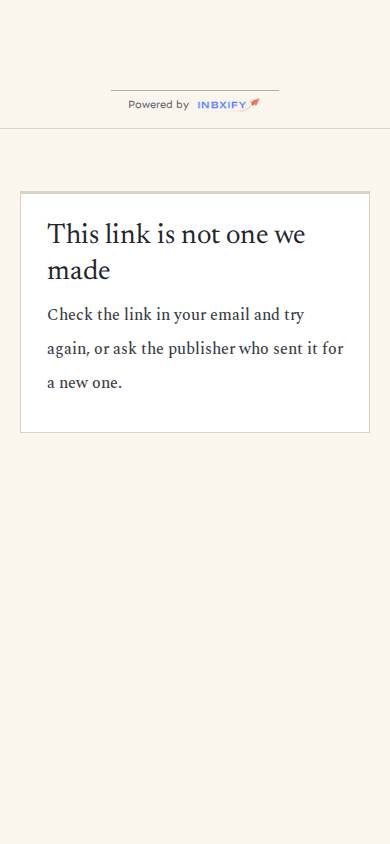 Powered by INBXIFY
This link is not one we
made
Check the link in your email and try
again, or ask the publisher who sent it for
a new one.